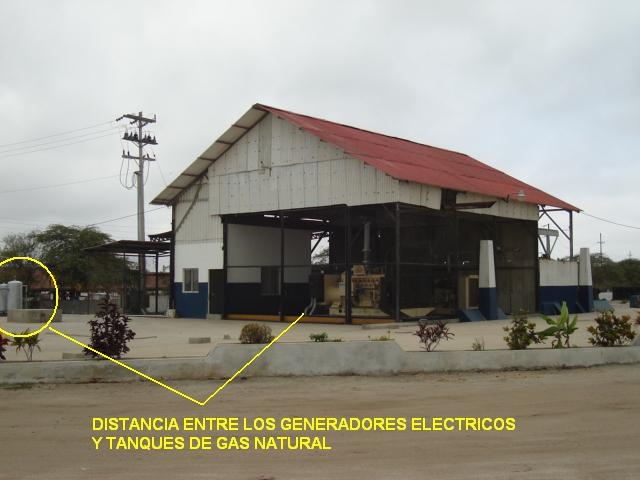 DISTANCIA ENTRE LOS GENERADORES ELECTRICOS
Y TANQUES DE GAS NATURAL